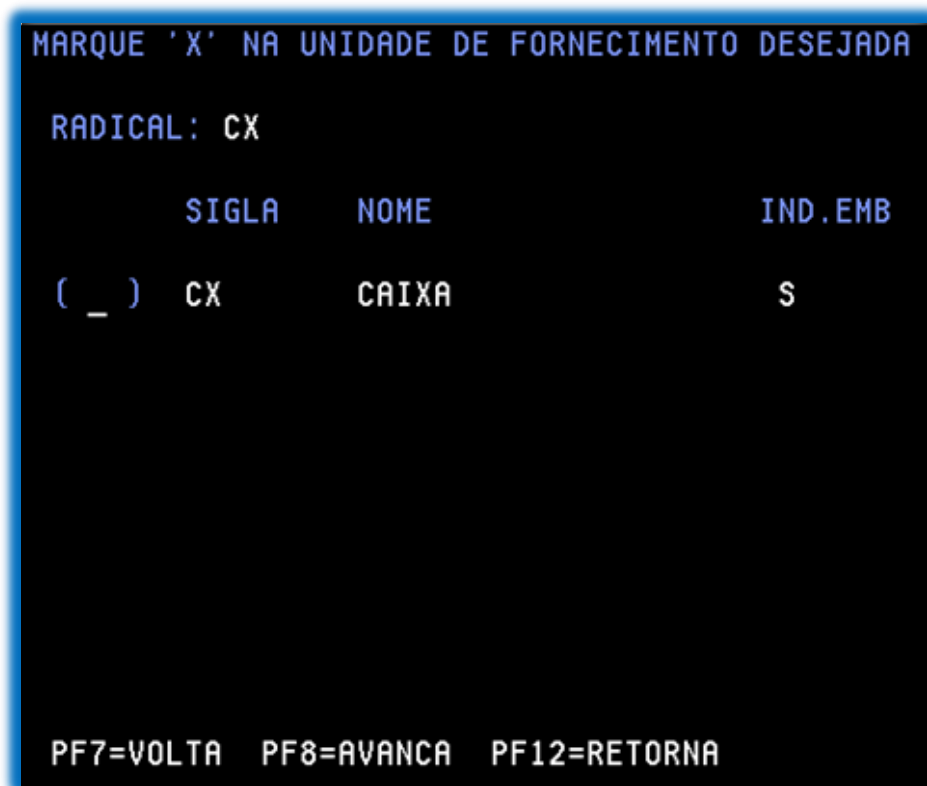 MARQUE 'X' NA UNIDADE DE FORNECIMENTO DESEJADA
RADICAL: CX
SIGLA NOME IND.EMB
( _ ) CX CAIXA S
PF7=VOLTA PF8=AVANCA PF12=RETORNA